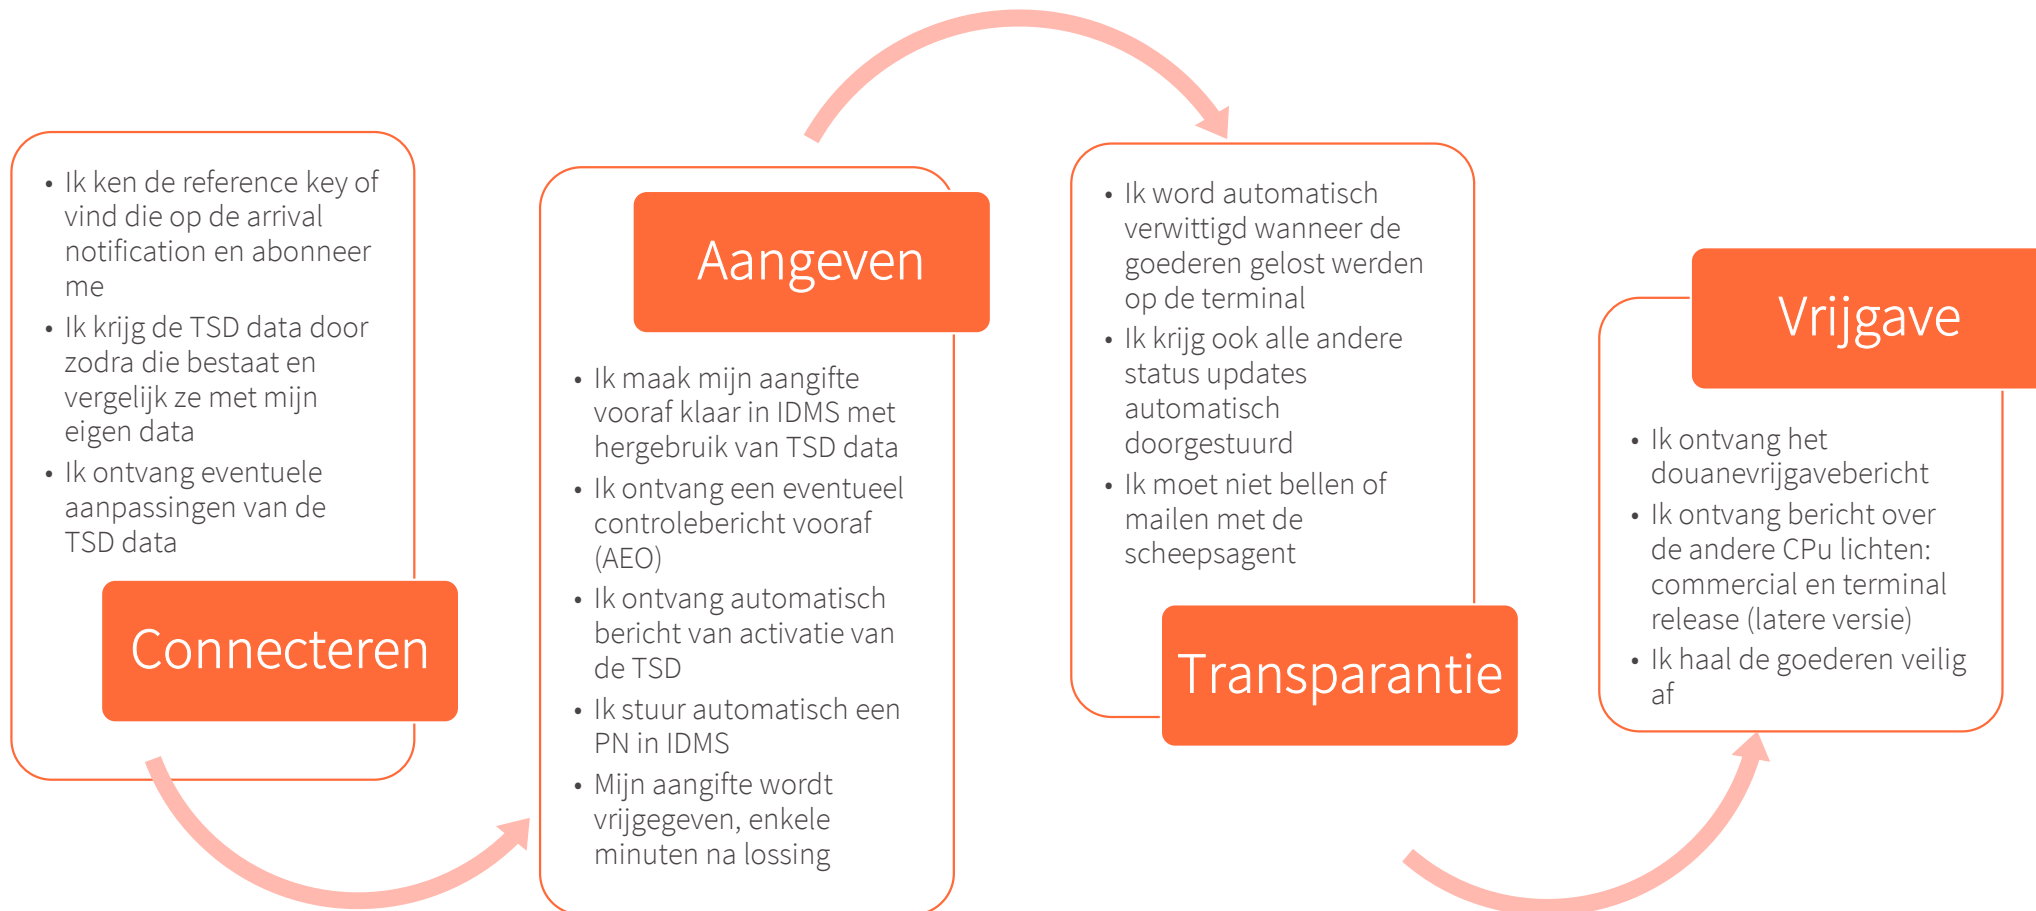 • Ik ken de reference key of
vind die op de arrival
notification en abonneer
me
• Ik krijg de TSD data door
zodra die bestaat en
vergelijk ze met mijn
eigen data
• Ik ontvang eventuele
aanpassingen van de
TSD data
Connecteren
Aangeven
• Ik maak mijn aangifte
vooraf klaar in IDMS met
hergebruik van TSD data
• Ik ontvang een eventueel
controlebericht vooraf
(AEO)
• Ik ontvang automatisch
bericht van activatie van
de TSD
• Ik stuur automatisch een
PN in IDMS
• Mijn aangifte wordt
vrijgegeven, enkele
minuten na lossing
• Ik word automatisch
verwittigd wanneer de
goederen gelost werden
op de terminal
• Ik krijg ook alle andere
status updates
automatisch
doorgestuurd
• Ik moet niet bellen of
mailen met de
scheepsagent
Transparantie
Vrijgave
• Ik ontvang het
douanevrijgavebericht
• Ik ontvang bericht over
de andere CPu lichten:
commercial en terminal
release (latere versie)
• Ik haal de goederen veilig
af